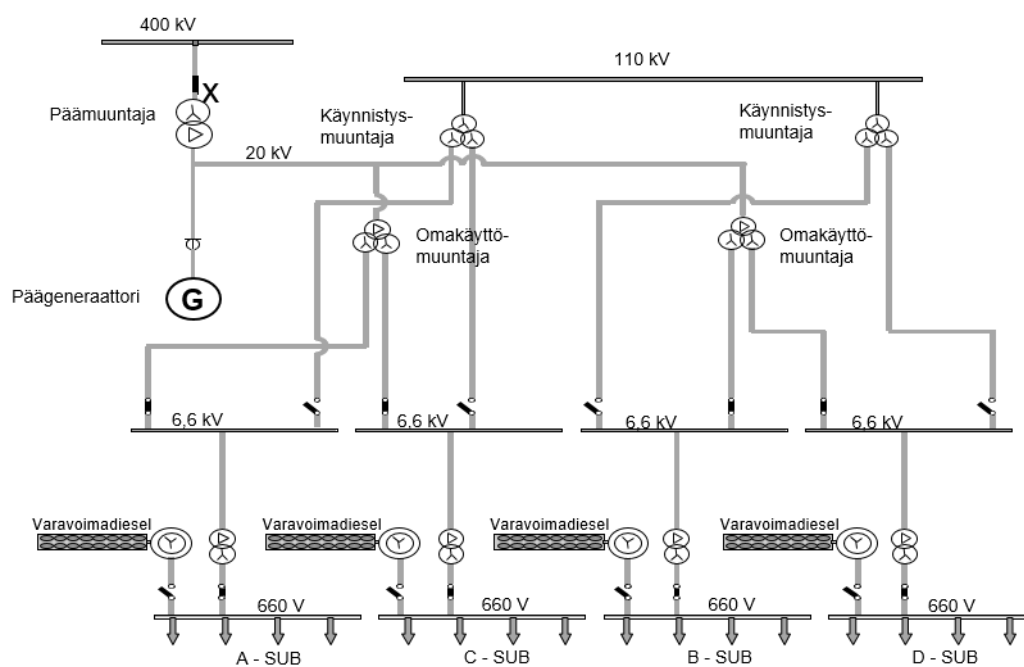 400 kV
110 kV
X
Päämuuntaja
Käynnistys-
muuntaja
Käynnistys-
muuntaja
20 kV
Omakäyttö-
muuntaja
Omakäyttö-
muuntaja
Päägeneraattori
G
6,6 kV
6.6 kV
6,6 kV
6,6 kV
Varavoimadiesel
Varavoimadiesel
Varavoimadiesel
Varavoimadiesel
660 V
660 V
660 V
660 V
A - SUB
C - SUB
B - SUB
D - SUB